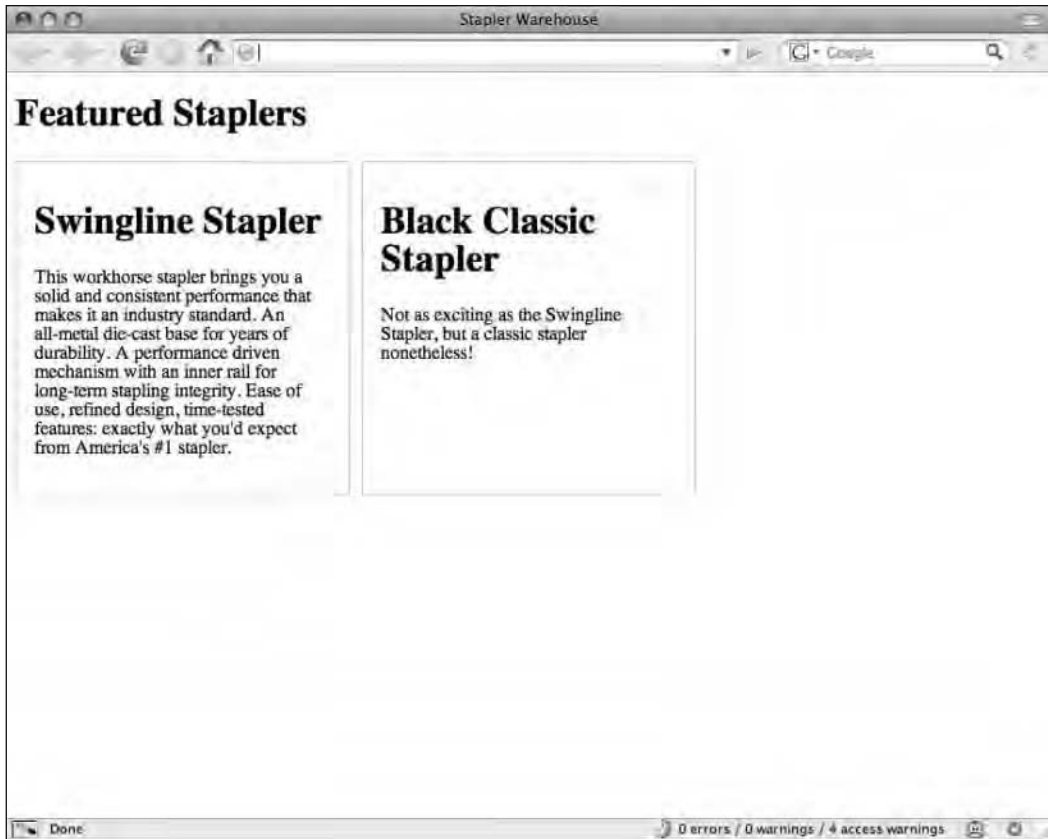 Stapler Warehouse
Google
Featured Staplers
Swingline Stapler
This workhorse stapler brings you a
solid and consistent performance that
makes it an industry standard. An
all-metal die-cast base for years of
durability. A performance driven
mechanism with an inner rail for
long-term stapling integrity. Ease of
use, refined design, time-tested
features: exactly what you'd expect
from America's #1 stapler.
Black Classic
Stapler
Not as exciting as the Swingline
Stapler, but a classic stapler
nonetheless!
Done
0 errors / 0 warnings / 4 access warnings